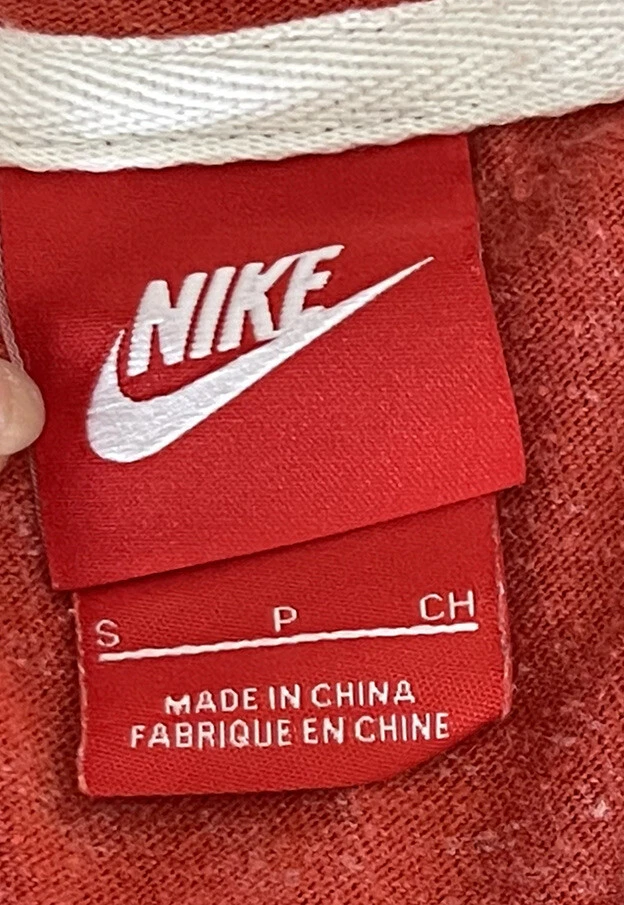 NIKE
S P CH
MADE IN CHINA
FABRIQUE EN CHINE